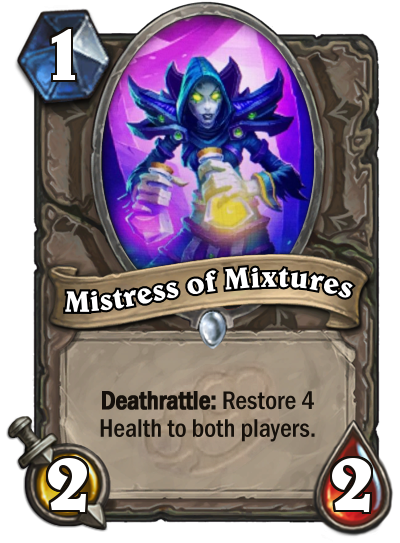 1
Mistress of Mixtures
Deathrattle: Restore 4
Health to both players.
2
2